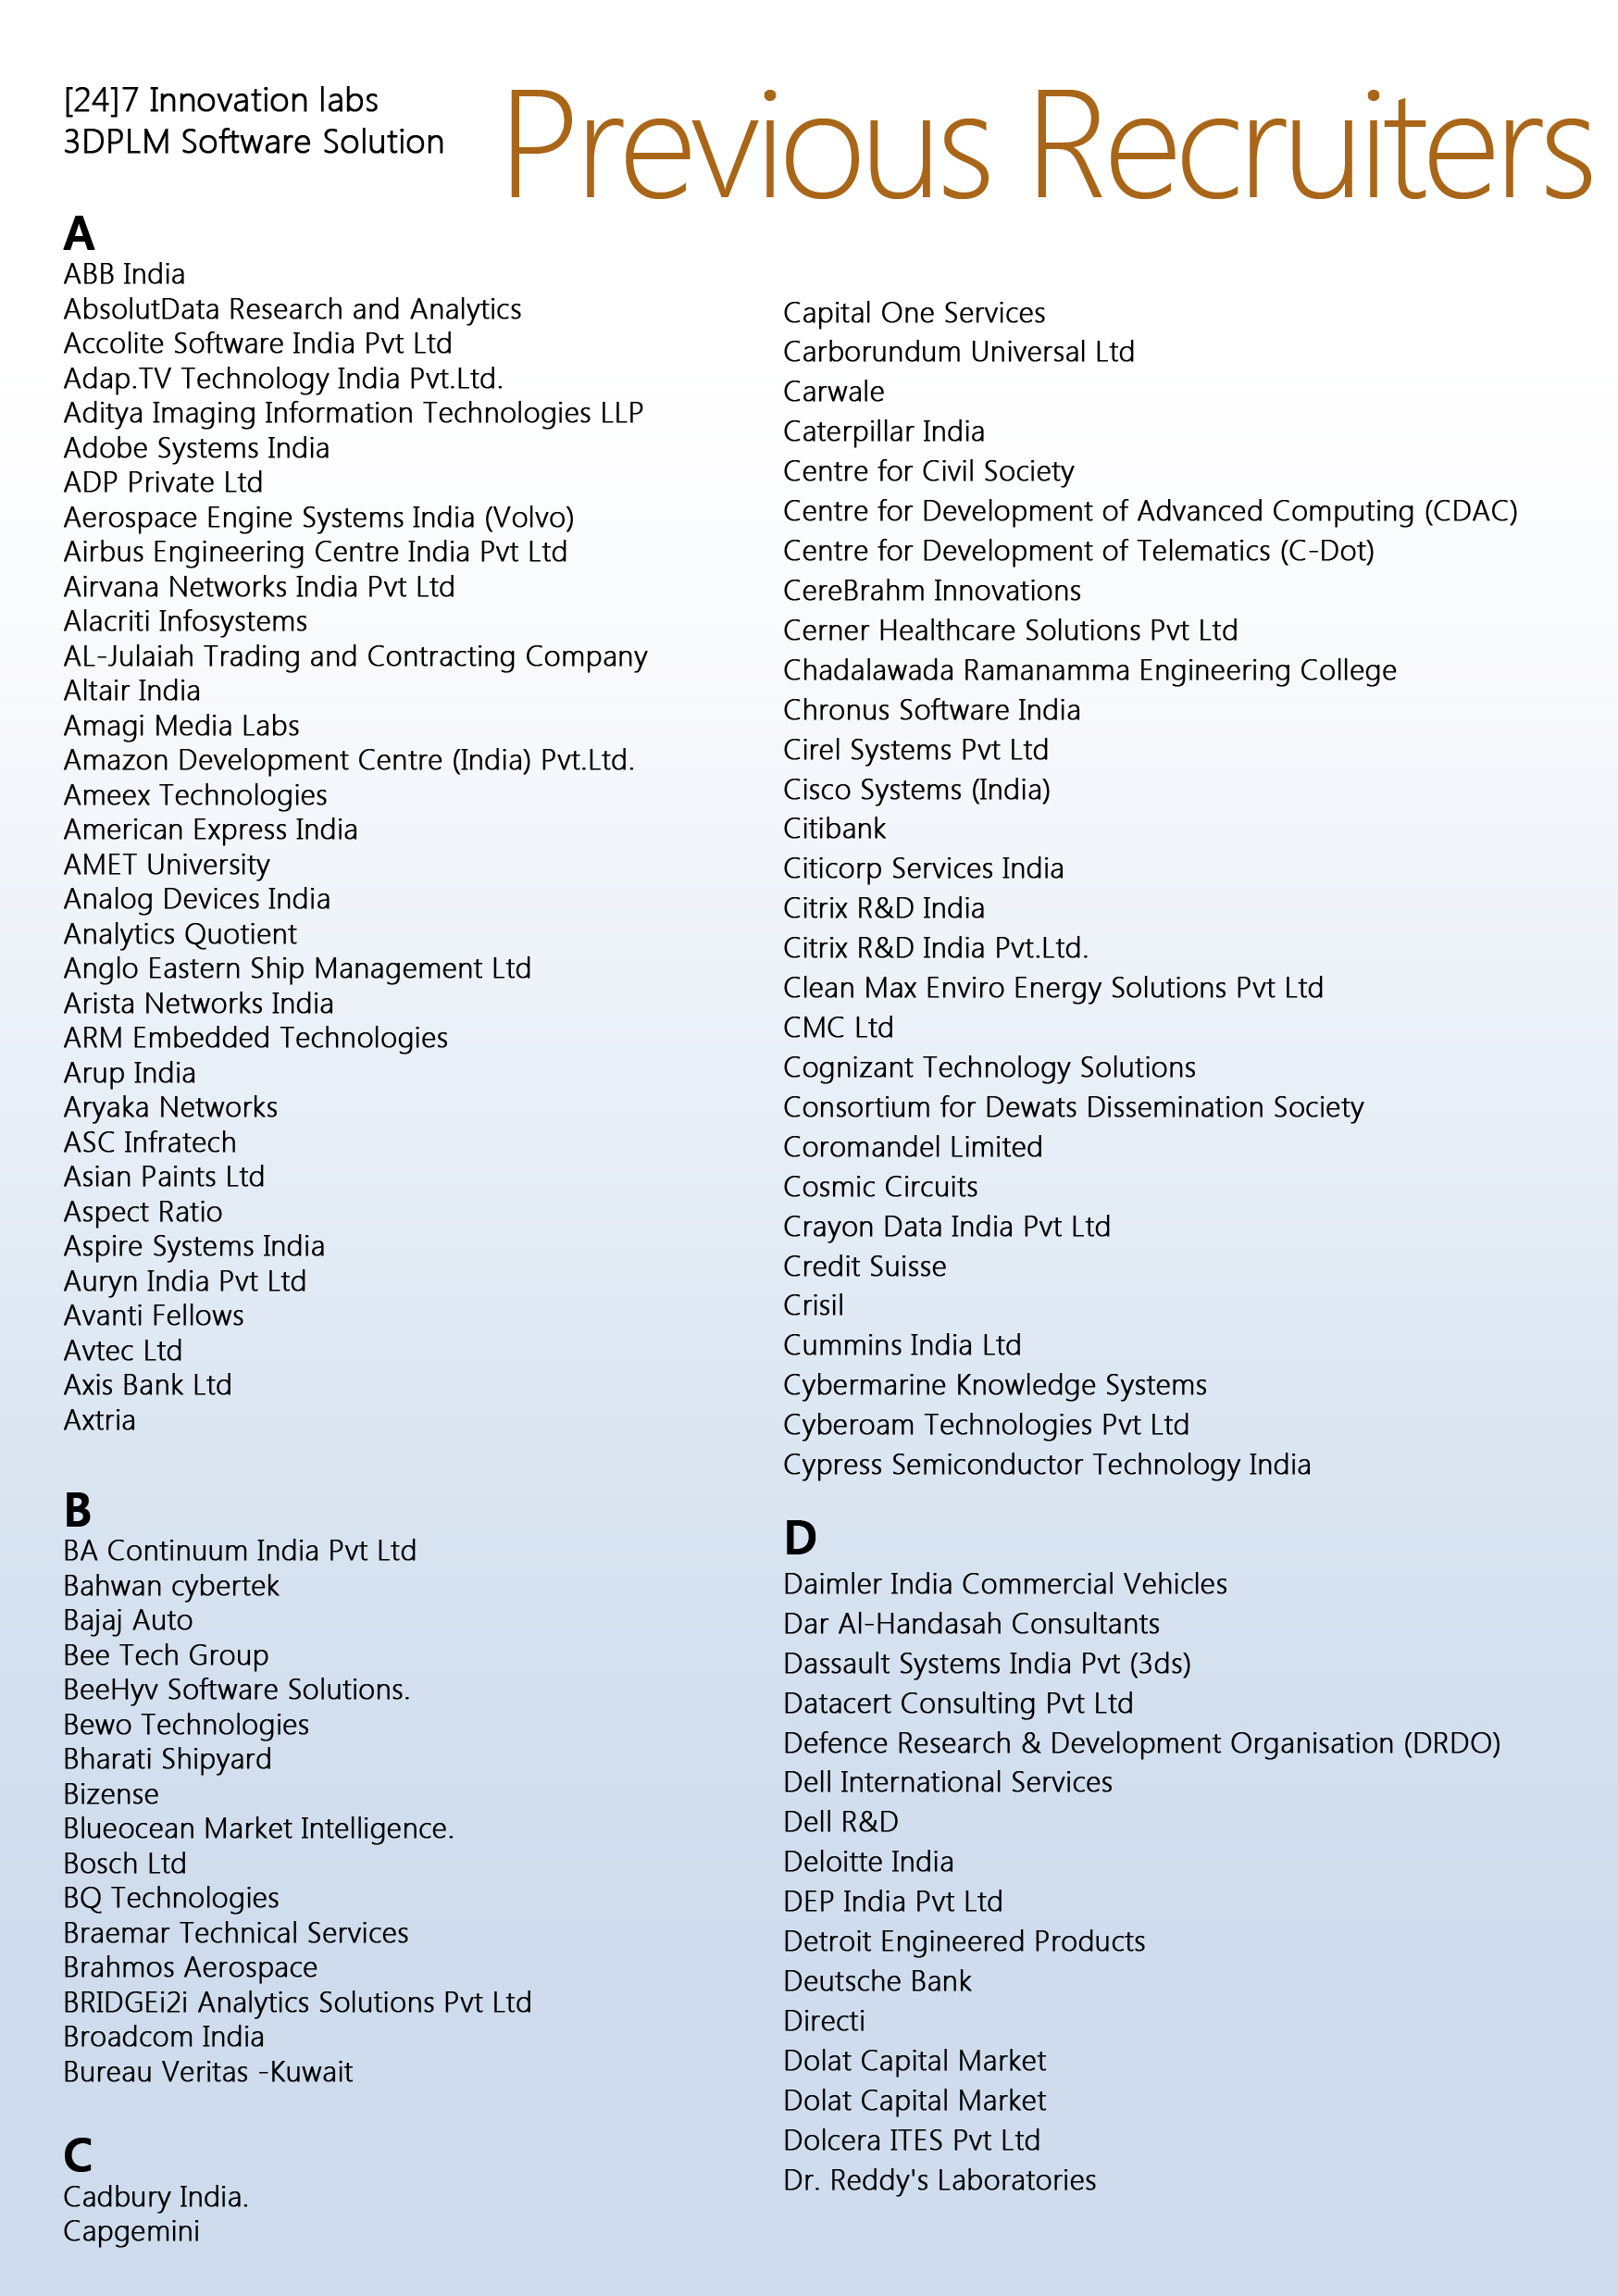 Previous Recruiters
[24]7 Innovation labs
3DPLM Software Solution
A
ABB India
AbsolutData Research and Analytics
Accolite Software India Pvt Ltd
Adap.TV Technology India Pvt.Ltd.
Aditya Imaging Information Technologies LLP
Adobe Systems India
ADP Private Ltd
Aerospace Engine Systems India (Volvo)
Airbus Engineering Centre India Pvt Ltd
Airvana Networks India Pvt Ltd
Alacriti Infosystems
AL-Julaiah Trading and Contracting Company
Altair India
Amagi Media Labs
Amazon Development Centre (India) Pvt.Ltd.
Ameex Technologies
American Express India
AMET University
Analog Devices India
Analytics Quotient
Anglo Eastern Ship Management Ltd
Arista Networks India
ARM Embedded Technologies
Arup India
Aryaka Networks
ASC Infratech
Asian Paints Ltd
Aspect Ratio
Aspire Systems India
Auryn India Pvt Ltd
Avanti Fellows
Avtec Ltd
Axis Bank Ltd
Axtria
B
BA Continuum India Pvt Ltd
Bahwan cybertek
Bajaj Auto
Bee Tech Group
BeeHyv Software Solutions.
Bewo Technologies
Bharati Shipyard
Bizense
Blueocean Market Intelligence.
Bosch Ltd
BQ Technologies
Braemar Technical Services
Brahmos Aerospace
BRIDGEi2i Analytics Solutions Pvt Ltd
Broadcom India
Bureau Veritas -Kuwait
C
Cadbury India.
Capgemini
Capital One Services
Carborundum Universal Ltd
Carwale
Caterpillar India
Centre for Civil Society
Centre for Development of Advanced Computing (CDAC)
Centre for Development of Telematics (C-Dot)
CereBrahm Innovations
Cerner Healthcare Solutions Pvt Ltd
Chadalawada Ramanamma Engineering College
Chronus Software India
Cirel Systems Pvt Ltd
Cisco Systems (India)
Citibank
Citicorp Services India
Citrix R&D India
Citrix R&D India Pvt.Ltd.
Clean Max Enviro Energy Solutions Pvt Ltd
CMC Ltd
Cognizant Technology Solutions
Consortium for Dewats Dissemination Society
Coromandel Limited
Cosmic Circuits
Crayon Data India Pvt Ltd
Credit Suisse
Crisil
Cummins India Ltd
Cybermarine Knowledge Systems
Cyberoam Technologies Pvt Ltd
Cypress Semiconductor Technology India
D
Daimler India Commercial Vehicles
Dar Al-Handasah Consultants
Dassault Systems India Pvt (3ds)
Datacert Consulting Pvt Ltd
Defence Research & Development Organisation (DRDO)
Dell International Services
Dell R&D
Deloitte India
DEP India Pvt Ltd
Detroit Engineered Products
Deutsche Bank
Directi
Dolat Capital Market
Dolat Capital Market
Dolcera ITES Pvt Ltd
Dr. Reddy's Laboratories